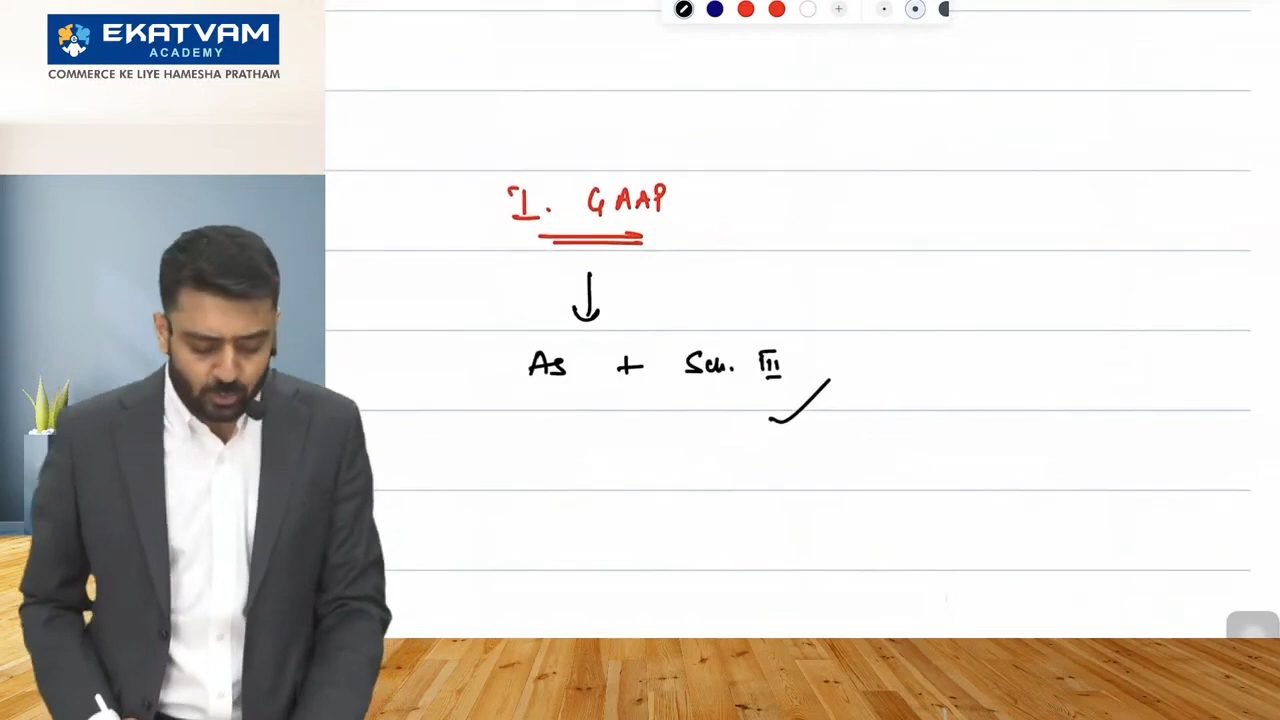 EKATVAM
ACADEMY
COMMERCE KE LIYE HAMESHA PRATHAM
I. GAAP
As + Sch. III